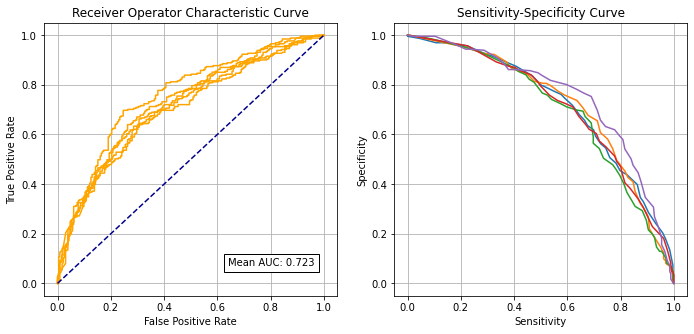 Receiver Operator Characteristic Curve
True Positive Rate
1.0
0.8
0.6
0.4
0.2
0.0
Mean AUC: 0.723
0.0 0.2 0.4 0.6 0.8 1.0
False Positive Rate
Sensitivity-Specificity Curve
Specificity
1.0
0.8
0.6
0.4
0.2
0.0
0.0 0.2 0.4 0.6 0.8 1.0
Sensitivity